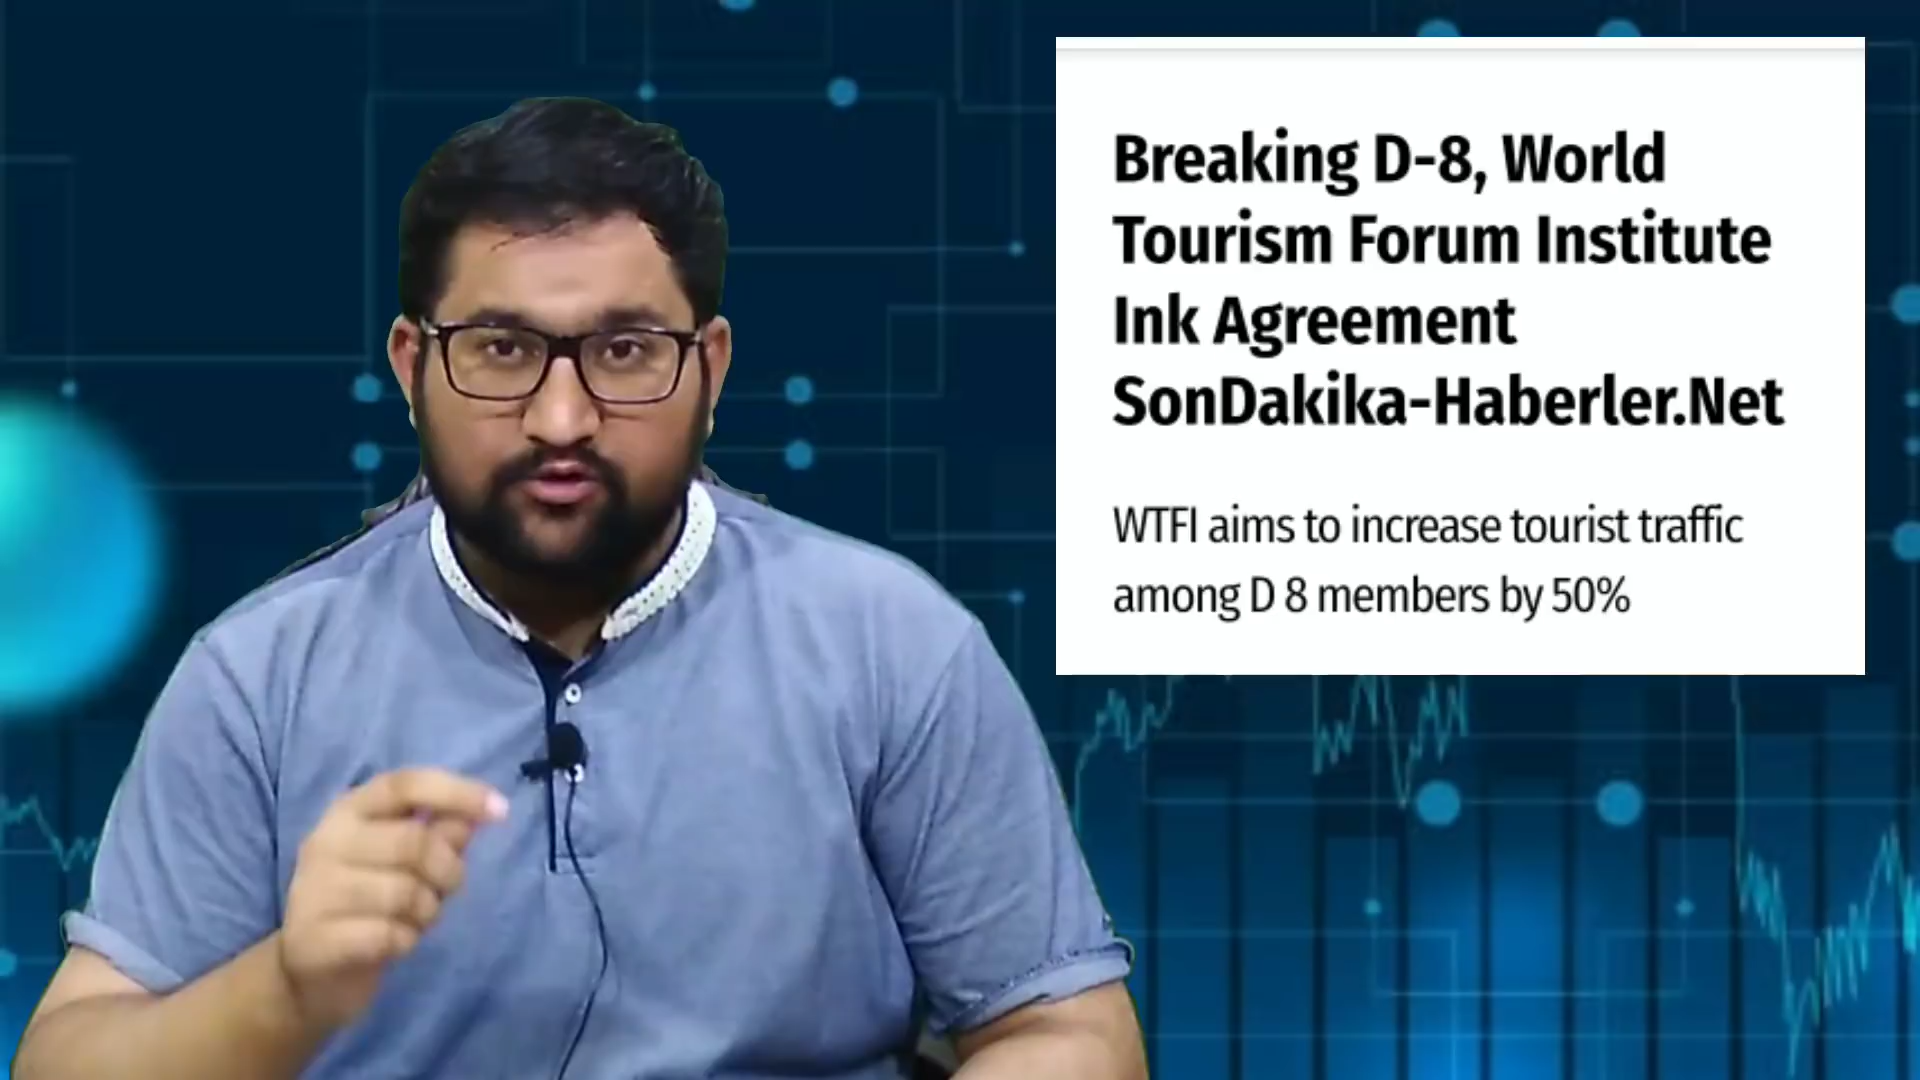 Breaking D-8, World
Tourism Forum Institute
Ink Agreement
SonDakika-Haberler.Net
WTFI aims to increase tourist traffic
among D 8 members by 50%